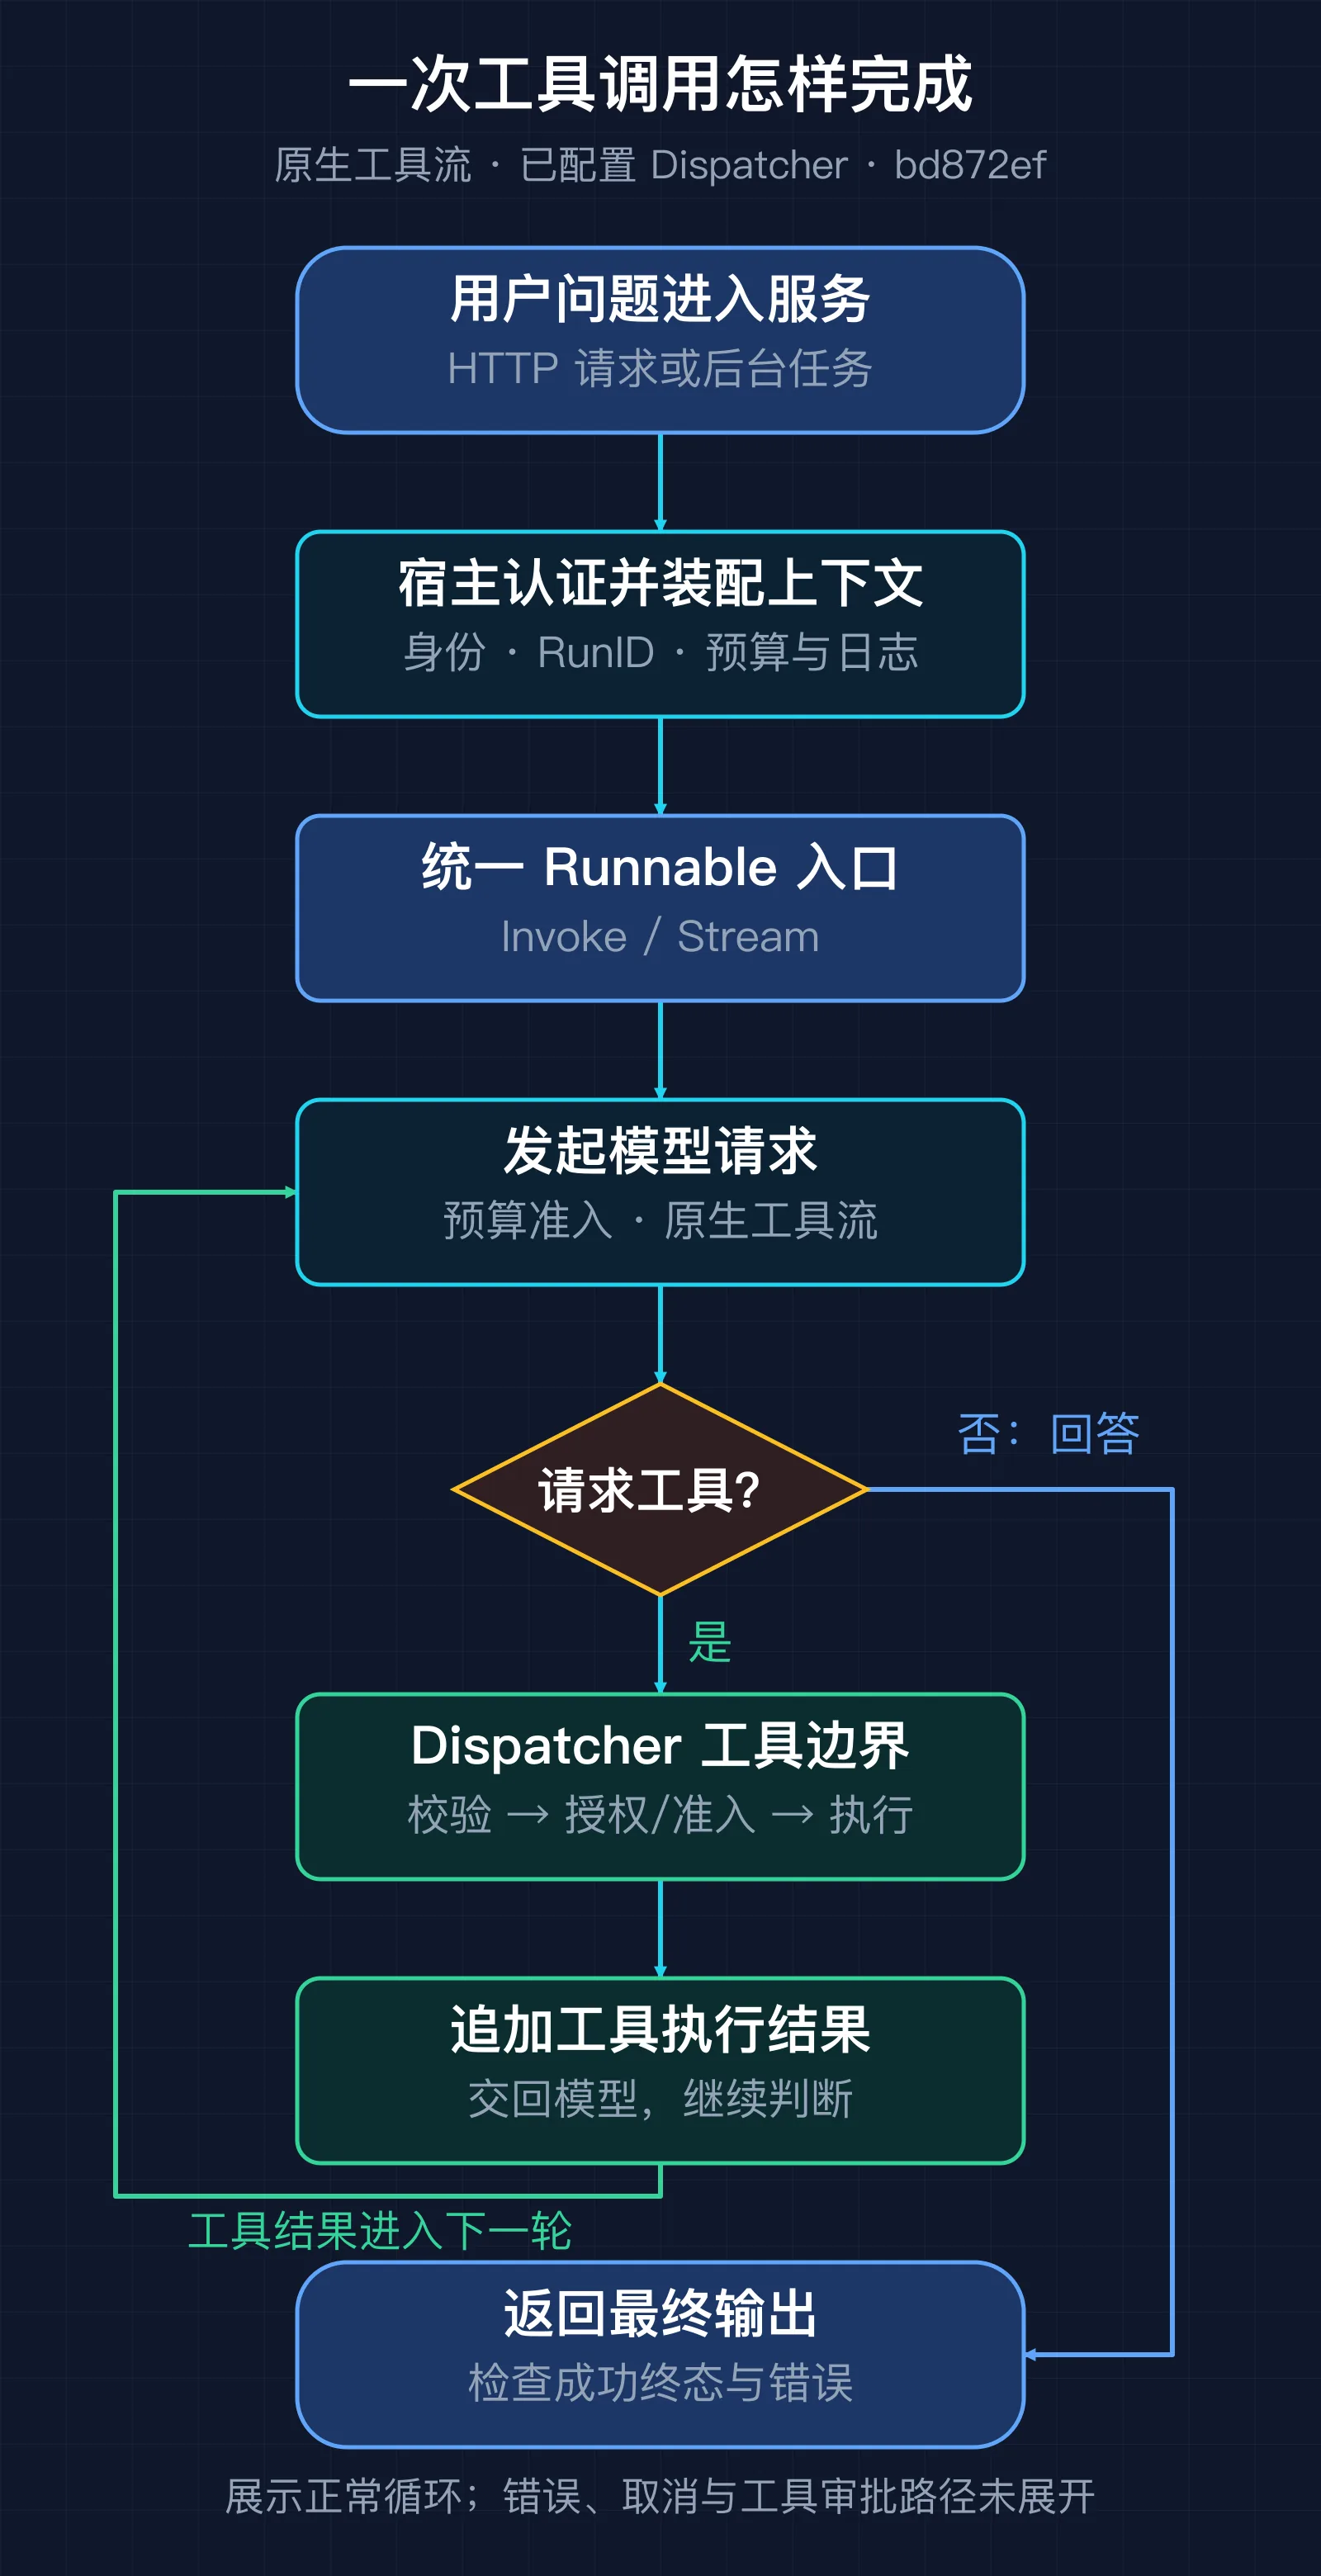 一次工具调用怎样完成
原生工具流 · 已配置 Dispatcher · bd872ef
用户问题进入服务
HTTP 请求或后台任务
宿主认证并装配上下文
身份 · RunID · 预算与日志
统一 Runnable 入口
Invoke / Stream
发起模型请求
预算准入 · 原生工具流
请求工具?
否：回答
是
Dispatcher 工具边界
校验 → 授权/准入 → 执行
追加工具执行结果
交回模型，继续判断
工具结果进入下一轮
返回最终输出
检查成功终态与错误
展示正常循环；错误、取消与工具审批路径未展开